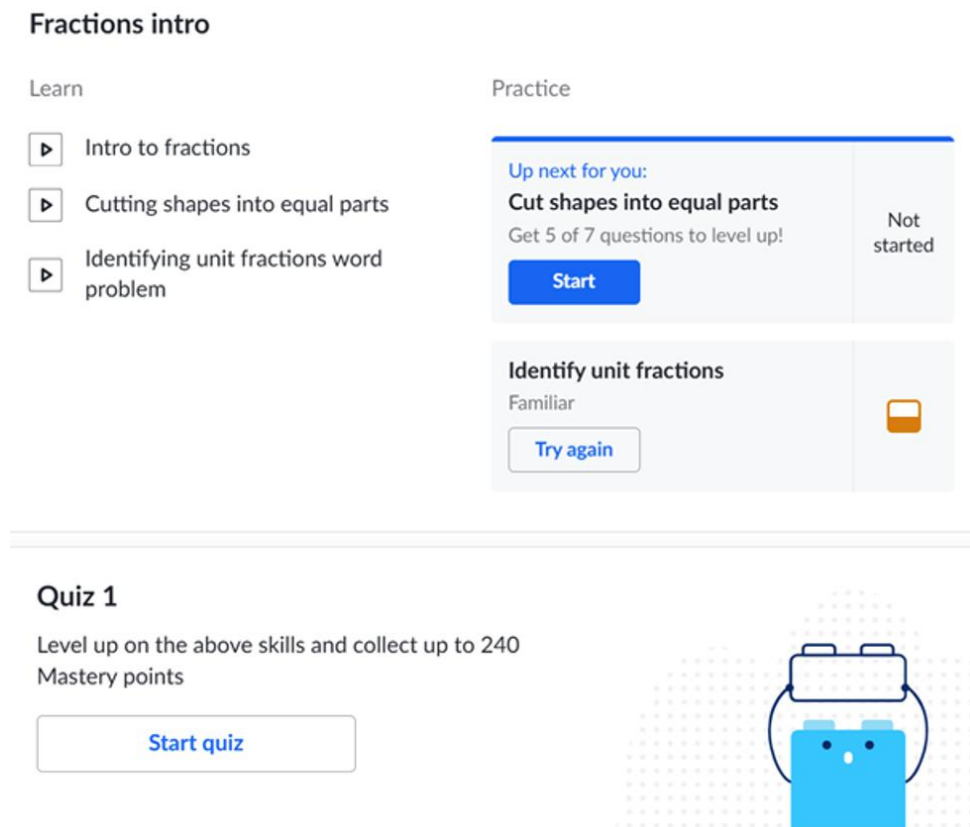 Fractions intro
Learn
Intro to fractions
Cutting shapes into equal parts
Identifying unit fractions word
problem
Practice
Up next for you:
Cut shapes into equal parts
Get 5 of 7 questions to level up!
Start
Not
started
Identify unit fractions
Familiar
Try again
Quiz 1
Level up on the above skills and collect up to 240
Mastery points
Start quiz